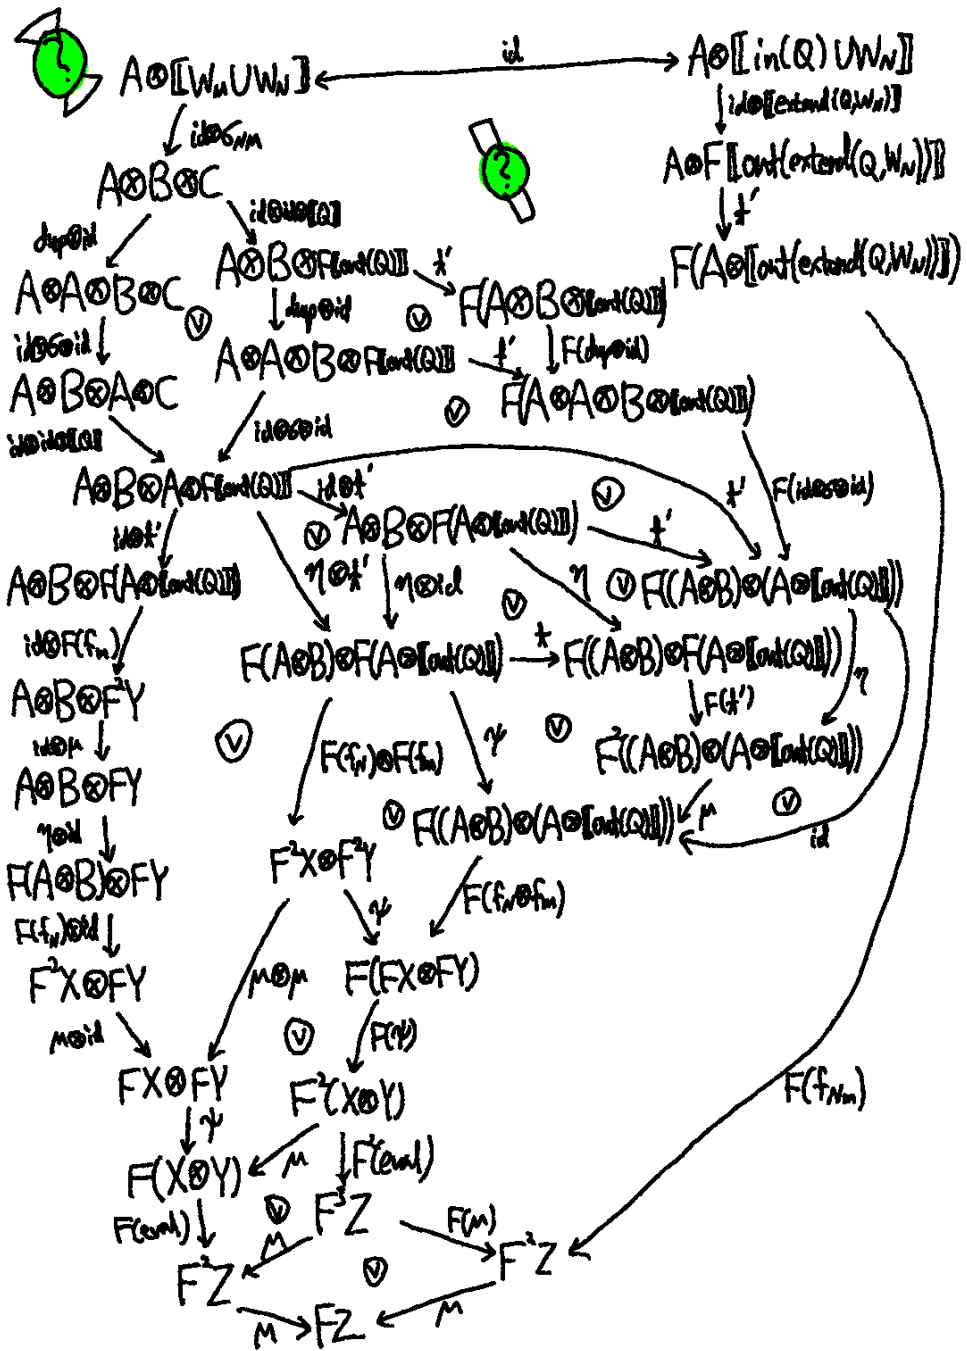 ?
A⊗⟦W_M∪W_N⟧
id
A⊗⟦in(Q)∪W_N⟧
id⊗σ_NM
id⊗⟦extend(Q,W_N)⟧
?
A⊗B⊗C
A⊗F⟦out(extend(Q,W_N))⟧
dup⊗id
id⊗id⊗⟦Q⟧
t'
A⊗B⊗F⟦out(Q)⟧
t'
F(A⊗⟦out(extend(Q,W_N))⟧)
A⊗A⊗B⊗C
dup⊗id
F(A⊗B⊗⟦out(Q)⟧)
id⊗σ⊗id
A⊗A⊗B⊗F⟦out(Q)⟧
t'
F(dup⊗id)
A⊗B⊗A⊗C
F(A⊗A⊗B⊗⟦out(Q)⟧)
id⊗id⊗⟦Q⟧
id⊗σ⊗id
A⊗B⊗A⊗F⟦out(Q)⟧
id⊗t'
t'
F(id⊗σ⊗id)
id⊗t'
A⊗B⊗F(A⊗⟦out(Q)⟧)
t'
A⊗B⊗F(A⊗⟦out(Q)⟧)
η⊗t'
η⊗id
η
F((A⊗B)⊗(A⊗⟦out(Q)⟧))
id⊗F(f_M)
F(A⊗B)⊗F(A⊗⟦out(Q)⟧)
t
F((A⊗B)⊗F(A⊗⟦out(Q)⟧))
η
A⊗B⊗F²Y
F(t')
id⊗μ
F(f_N)⊗F(f_M)
ψ
F²((A⊗B)⊗(A⊗⟦out(Q)⟧))
A⊗B⊗FY
μ
η⊗id
F((A⊗B)⊗(A⊗⟦out(Q)⟧))
id
F(A⊗B)⊗FY
F²X⊗F²Y
F(f_N⊗f_M)
F(f_N)⊗id
ψ
F²X⊗FY
μ⊗μ
F(FX⊗FY)
μ⊗id
F(ψ)
FX⊗FY
F²(X⊗Y)
F(f_NM)
ψ
F(X⊗Y)
μ
F²(eval)
F(eval)
F³Z
F(μ)
μ
F²Z
F²Z
μ
FZ
μ